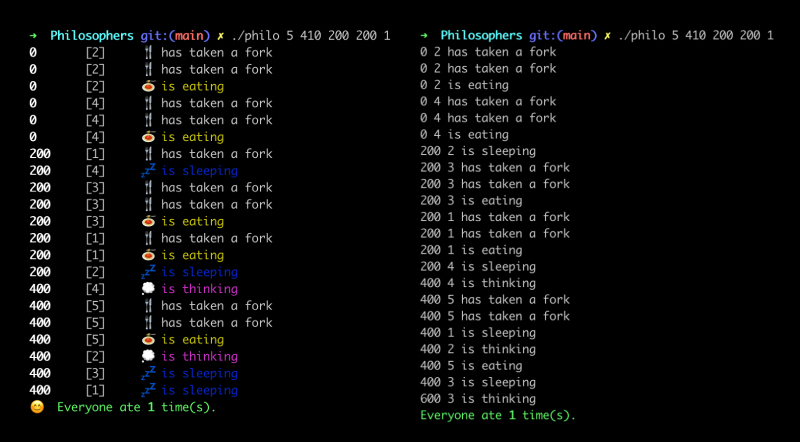 ➜ Philosophers git:(main) ✗ ./philo 5 410 200 200 1
0 [2] 🍴 has taken a fork
0 [2] 🍴 has taken a fork
0 [2] 🍝 is eating
0 [4] 🍴 has taken a fork
0 [4] 🍴 has taken a fork
0 [4] 🍝 is eating
200 [1] 🍴 has taken a fork
200 [4] 💤 is sleeping
200 [3] 🍴 has taken a fork
200 [3] 🍴 has taken a fork
200 [3] 🍝 is eating
200 [1] 🍴 has taken a fork
200 [1] 🍝 is eating
200 [2] 💤 is sleeping
400 [4] 💭 is thinking
400 [5] 🍴 has taken a fork
400 [5] 🍴 has taken a fork
400 [5] 🍝 is eating
400 [2] 💭 is thinking
400 [3] 💤 is sleeping
400 [1] 💤 is sleeping
😊 Everyone ate 1 time(s).
➜ Philosophers git:(main) ✗ ./philo 5 410 200 200 1
0 2 has taken a fork
0 2 has taken a fork
0 2 is eating
0 4 has taken a fork
0 4 has taken a fork
0 4 is eating
200 2 is sleeping
200 3 has taken a fork
200 3 has taken a fork
200 3 is eating
200 1 has taken a fork
200 1 has taken a fork
200 1 is eating
200 4 is sleeping
400 4 is thinking
400 5 has taken a fork
400 5 has taken a fork
400 1 is sleeping
400 2 is thinking
400 5 is eating
400 3 is sleeping
600 3 is thinking
Everyone ate 1 time(s).